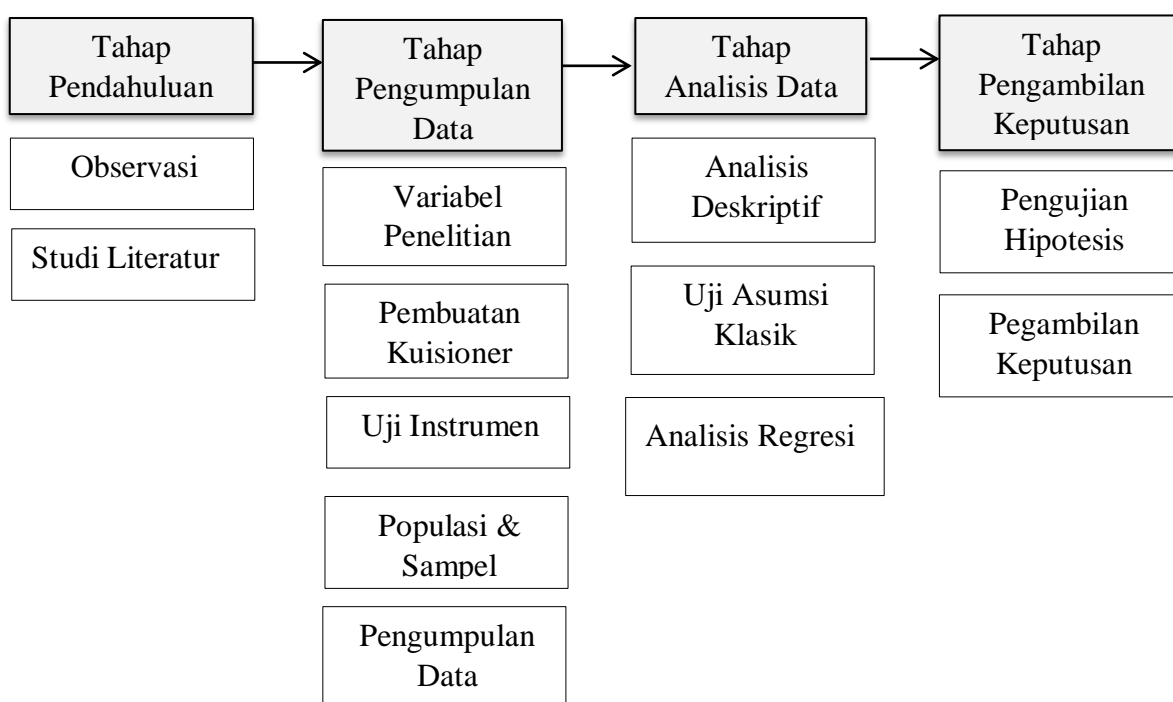 Tahap
Pendahuluan
Observasi
Studi Literatur
Tahap
Pengumpulan
Data
Variabel
Penelitian
Pembuatan
Kuisioner
Uji Instrumen
Populasi &
Sampel
Pengumpulan
Data
Tahap
Analisis Data
Analisis
Deskriptif
Uji Asumsi
Klasik
Analisis Regresi
Tahap
Pengambilan
Keputusan
Pengujian
Hipotesis
Pegambilan
Keputusan